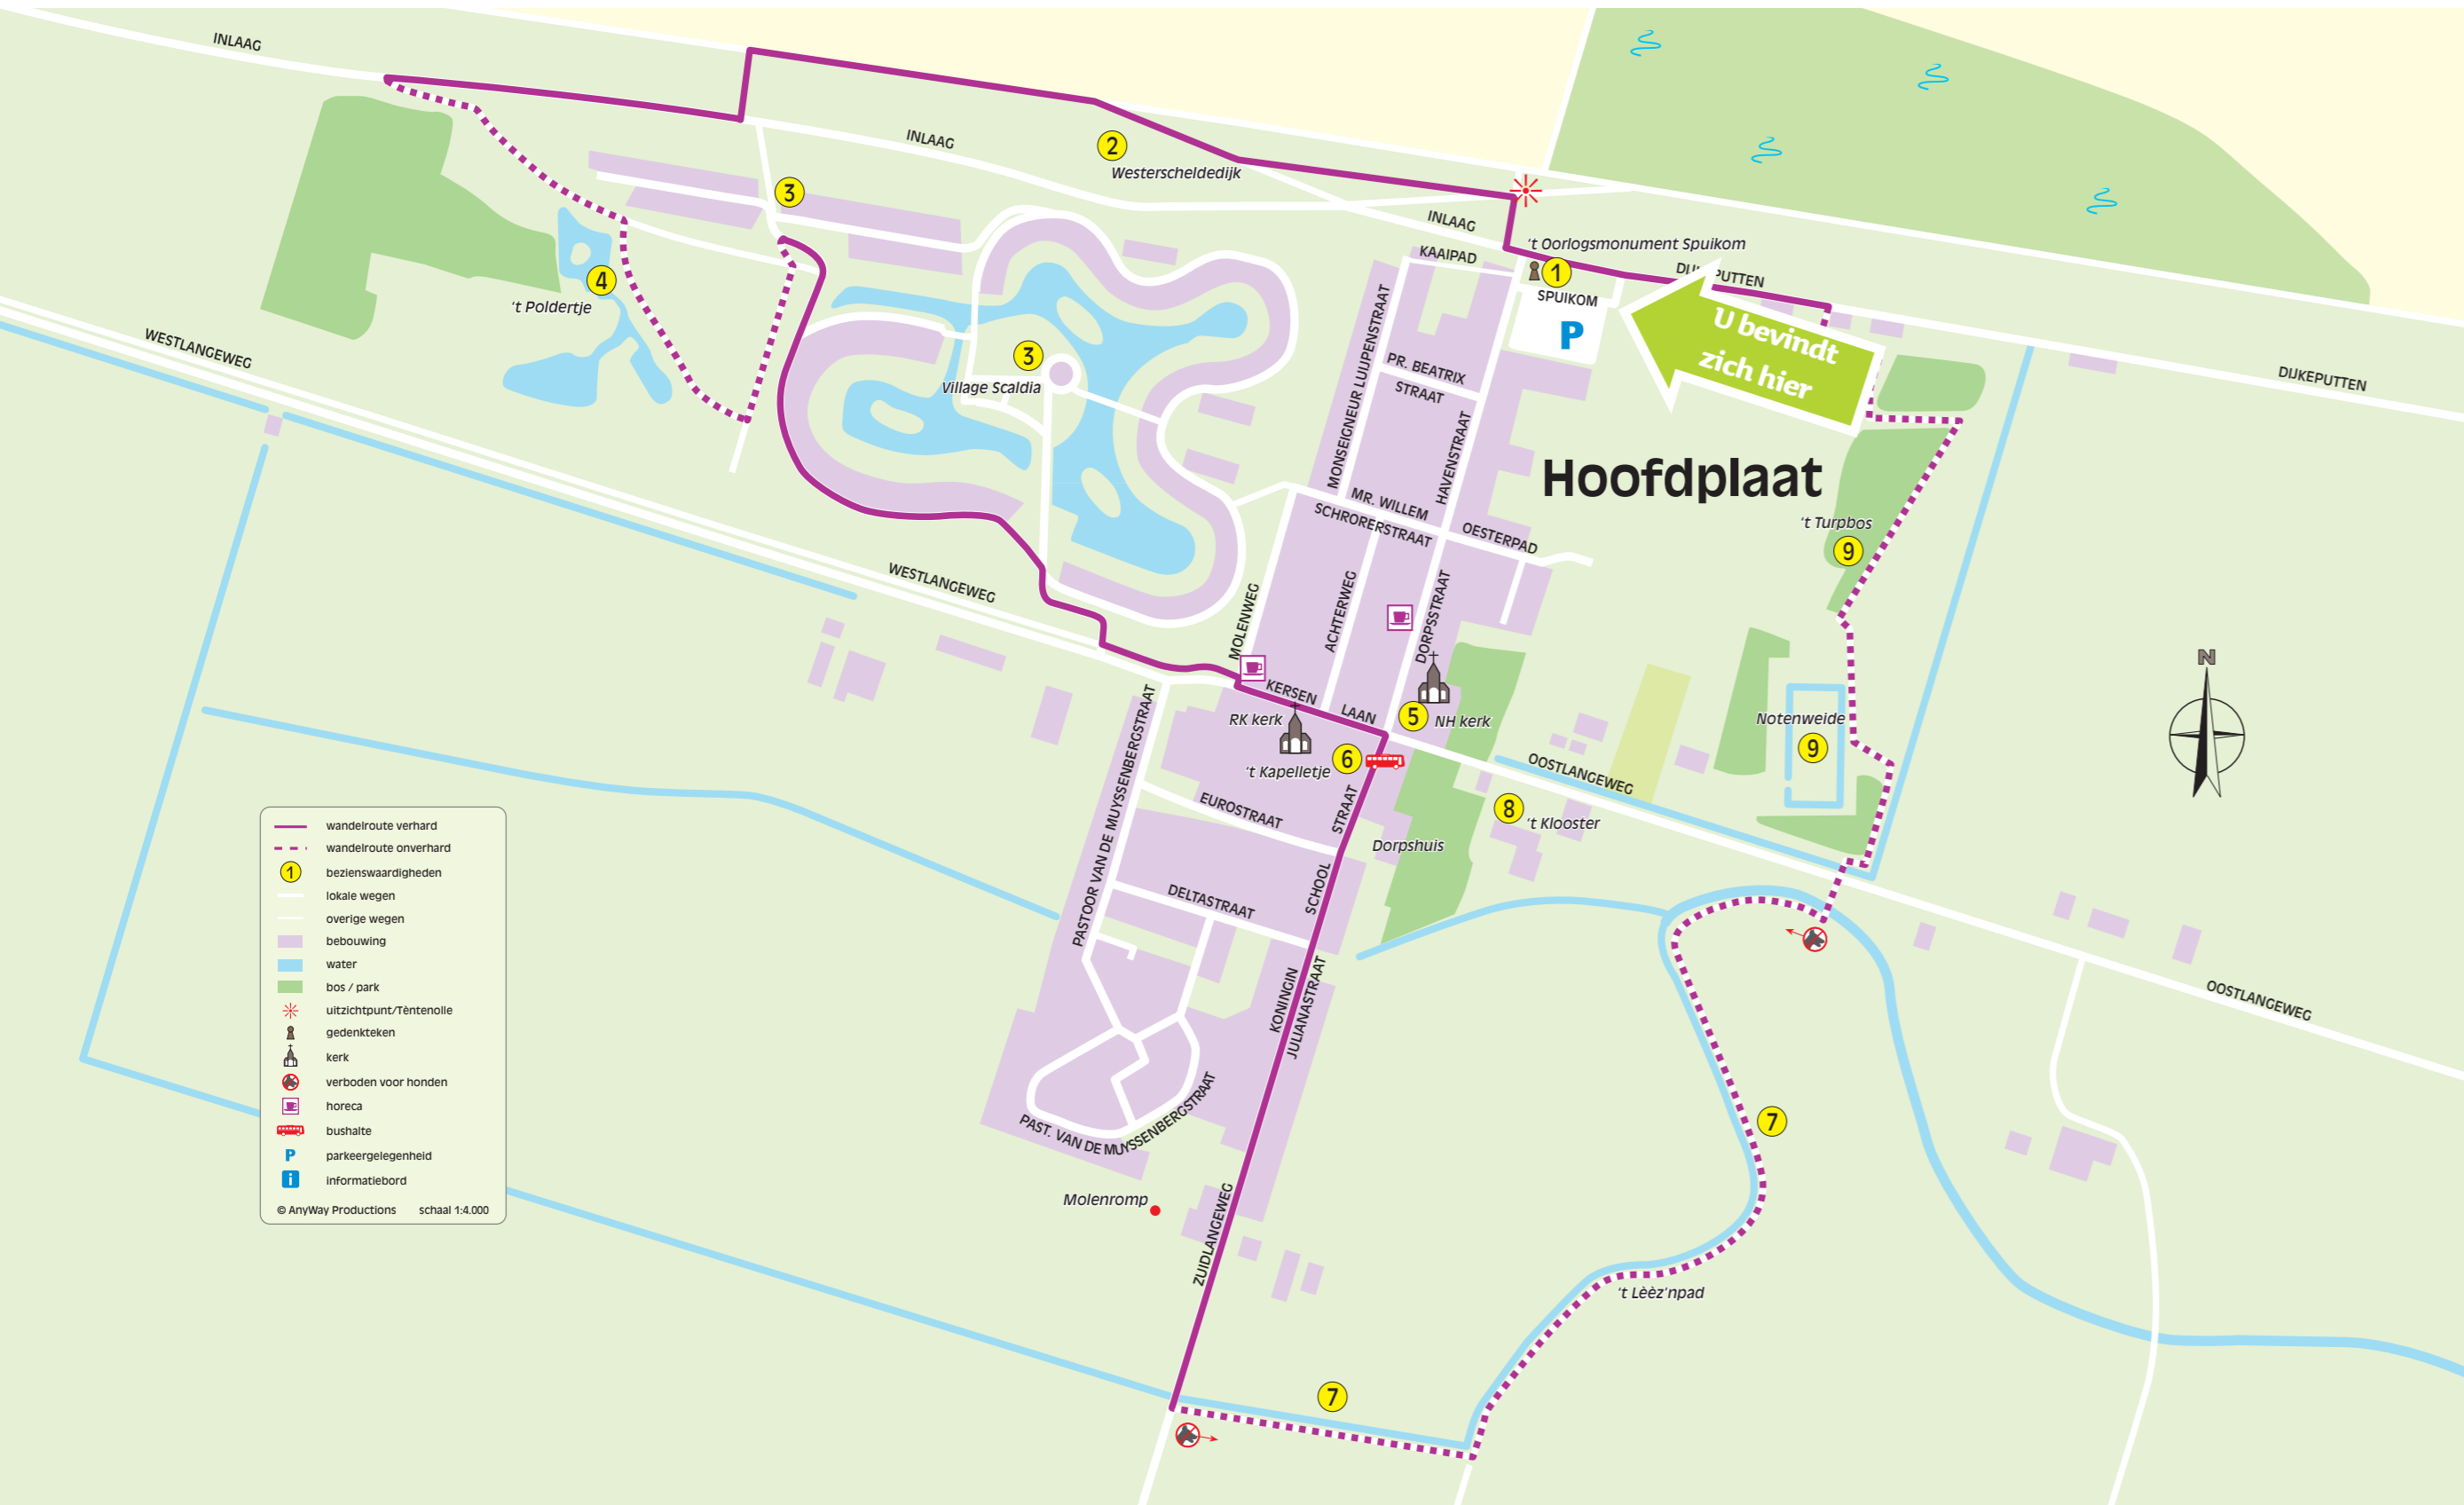 INLAAG
INLAAG
2
Westerscheldedijk
3
INLAAG
't Oorlogsmonument Spuikom
KAAIPAD
1
DIJKEPUTTEN
SPUIKOM
P
U bevindt
zich hier
DIJKEPUTTEN
4
't Poldertje
WESTLANGEWEG
3
Village Scaldia
MONSEIGNEUR LUIJPENSTRAAT
PR. BEATRIX
STRAAT
HAVENSTRAAT
Hoofdplaat
MR. WILLEM
SCHRORERSTRAAT
OESTERPAD
't Turpbos
9
WESTLANGEWEG
MOLENWEG
ACHTERWEG
DORPSSTRAAT
N
KERSEN
LAAN
RK kerk
5
NH kerk
't Kapelletje
6
Notenweide
9
OOSTLANGEWEG
PASTOOR VAN DE MUYSSENBERGSTRAAT
EUROSTRAAT
STRAAT
SCHOOL
8
't Klooster
Dorpshuis
DELTASTRAAT
KONINGIN
JULIANASTRAAT
OOSTLANGEWEG
PAST. VAN DE MUYSSENBERGSTRAAT
7
Molenromp
ZUIDLANGEWEG
't Lèèz'npad
7
wandelroute verhard
wandelroute onverhard
1 bezienswaardigheden
lokale wegen
overige wegen
bebouwing
water
bos / park
uitzichtpunt/Tèntenolle
gedenkteken
kerk
verboden voor honden
horeca
bushalte
P parkeergelegenheid
i informatiebord
© AnyWay Productions schaal 1:4.000